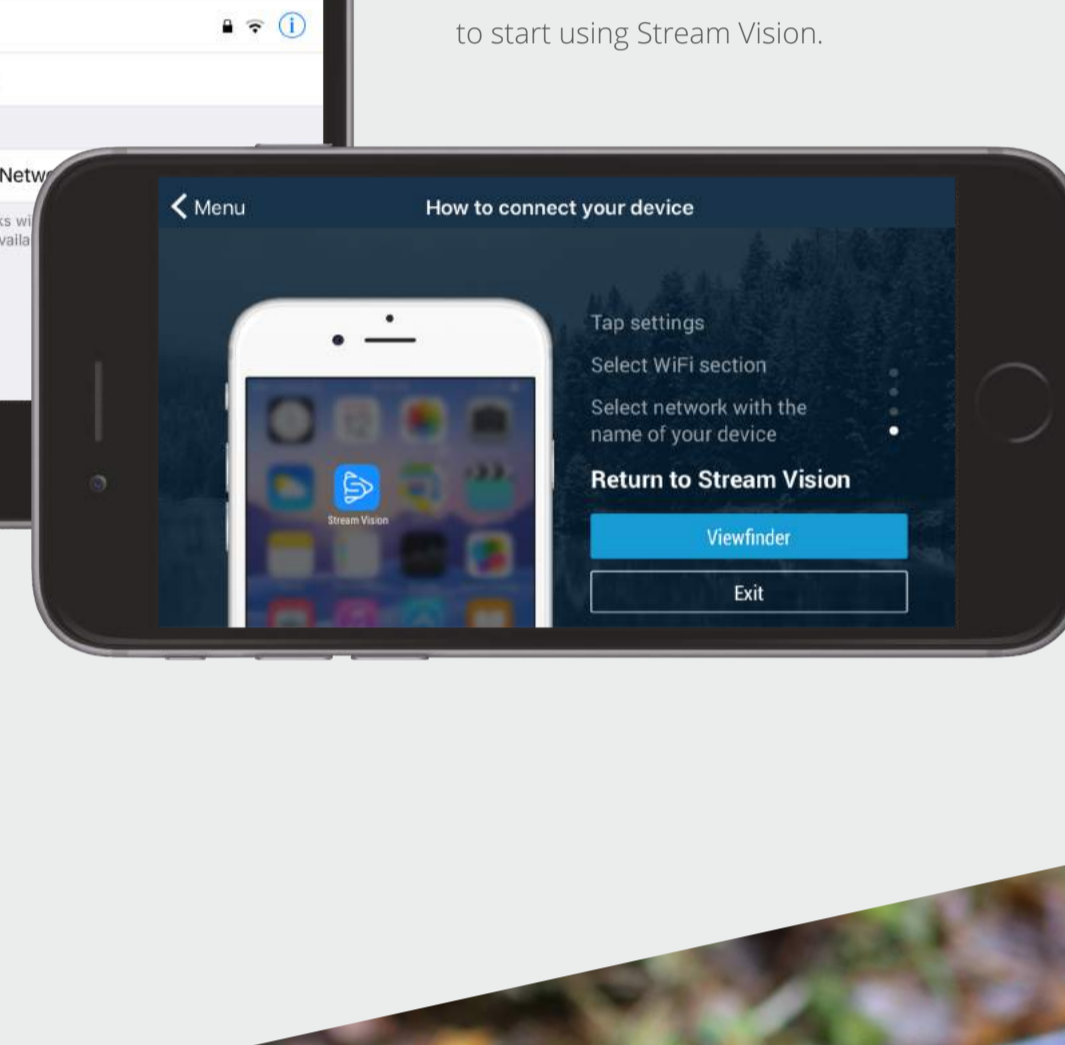 to start using Stream Vision.
Menu
How to connect your device
Tap settings
Select WiFi section
Select network with the
name of your device
Return to Stream Vision
Viewfinder
Exit
Stream Vision